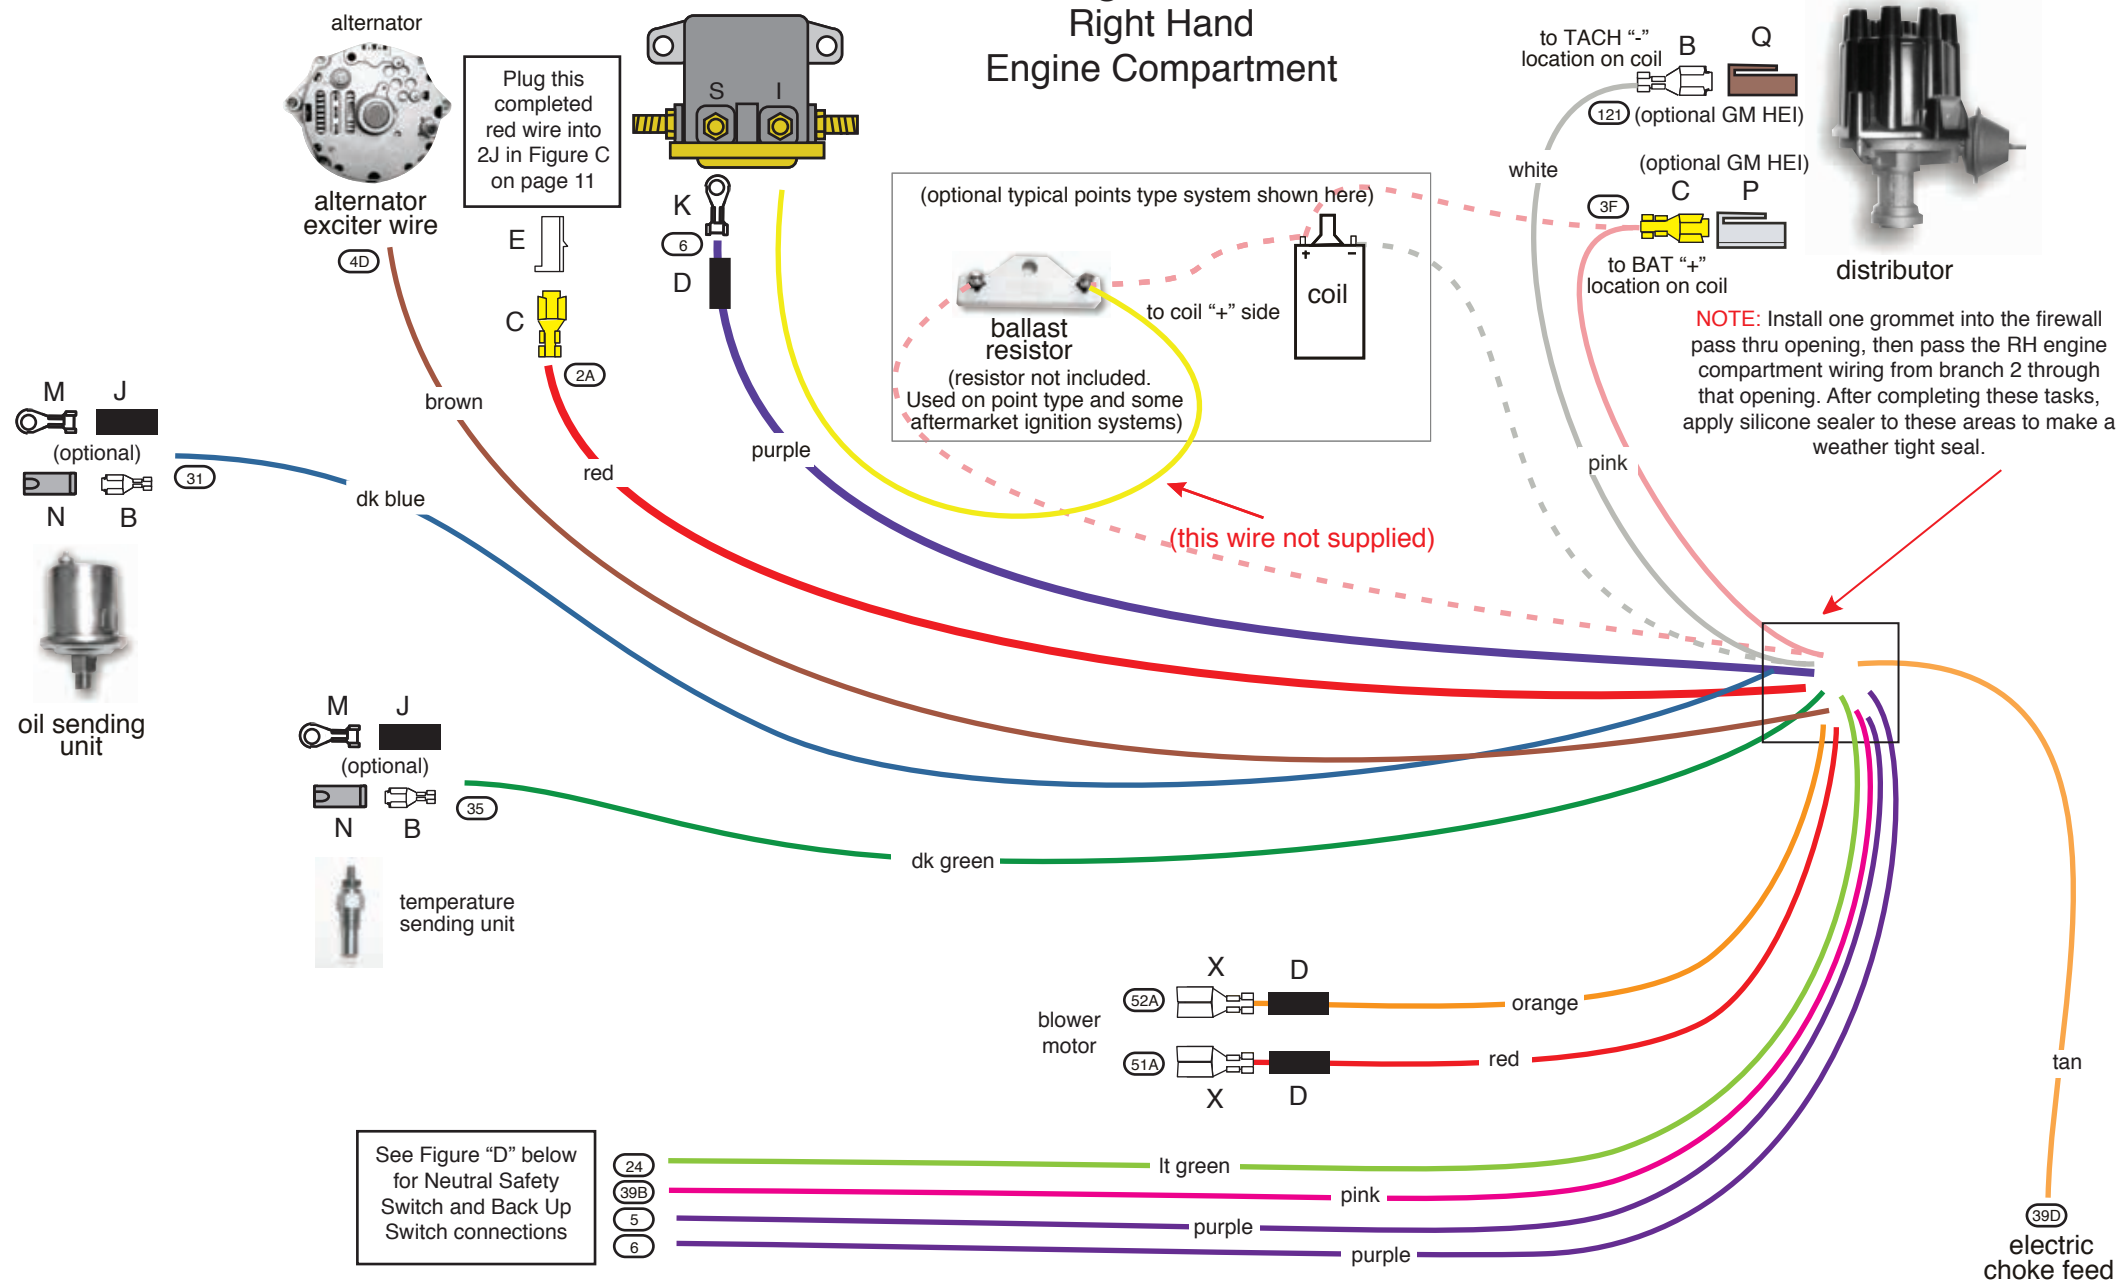 Right Hand
Engine Compartment
alternator
alternator
exciter wire
4D
Plug this
completed
red wire into
2J in Figure C
on page 11
E
C
2A
S I
K
6
D
(optional typical points type system shown here)
ballast
resistor
(resistor not included.
Used on point type and some
aftermarket ignition systems)
to coil “+” side
+ −
coil
to TACH “-”
location on coil
B Q
121 (optional GM HEI)
white
(optional GM HEI)
C P
3F
to BAT “+”
location on coil
distributor
NOTE: Install one grommet into the firewall
pass thru opening, then pass the RH engine
compartment wiring from branch 2 through
that opening. After completing these tasks,
apply silicone sealer to these areas to make a
weather tight seal.
pink
(this wire not supplied)
brown
red
purple
M J
(optional)
31
N B
dk blue
oil sending
unit
M J
(optional)
35
N B
dk green
temperature
sending unit
X D
52A
orange
blower
motor
51A
red
X D
tan
39D
electric
choke feed
See Figure “D” below
for Neutral Safety
Switch and Back Up
Switch connections
24
lt green
39B
pink
5
purple
6
purple